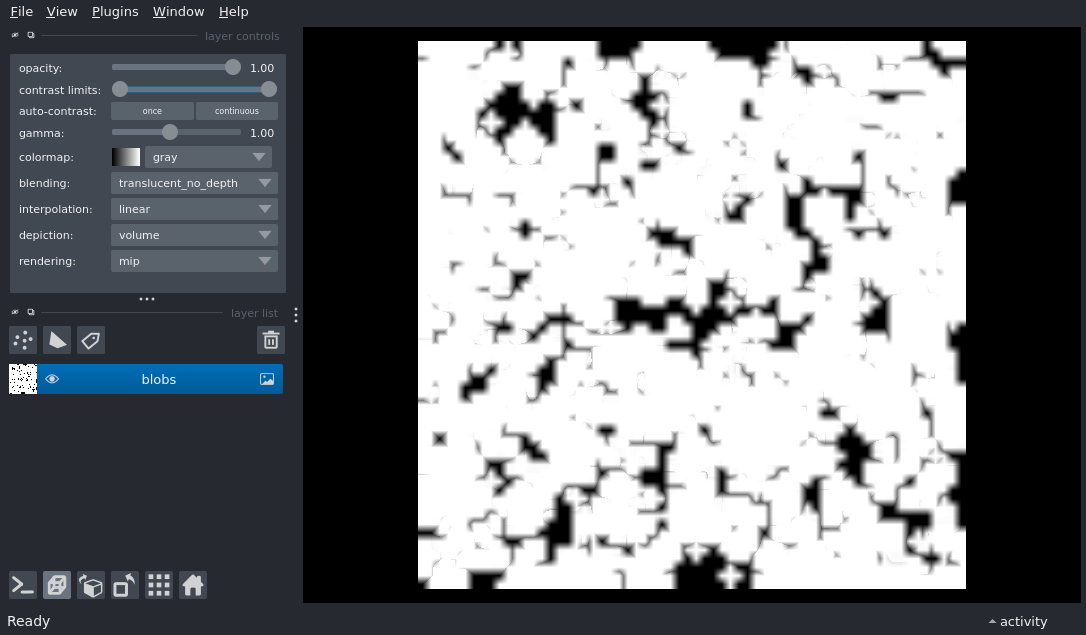 File View Plugins Window Help
layer controls
opacity: 1.00
contrast limits:
auto-contrast: once continuous
gamma: 1.00
colormap: gray
blending: translucent_no_depth
interpolation: linear
depiction: volume
rendering: mip
layer list
blobs
Ready activity